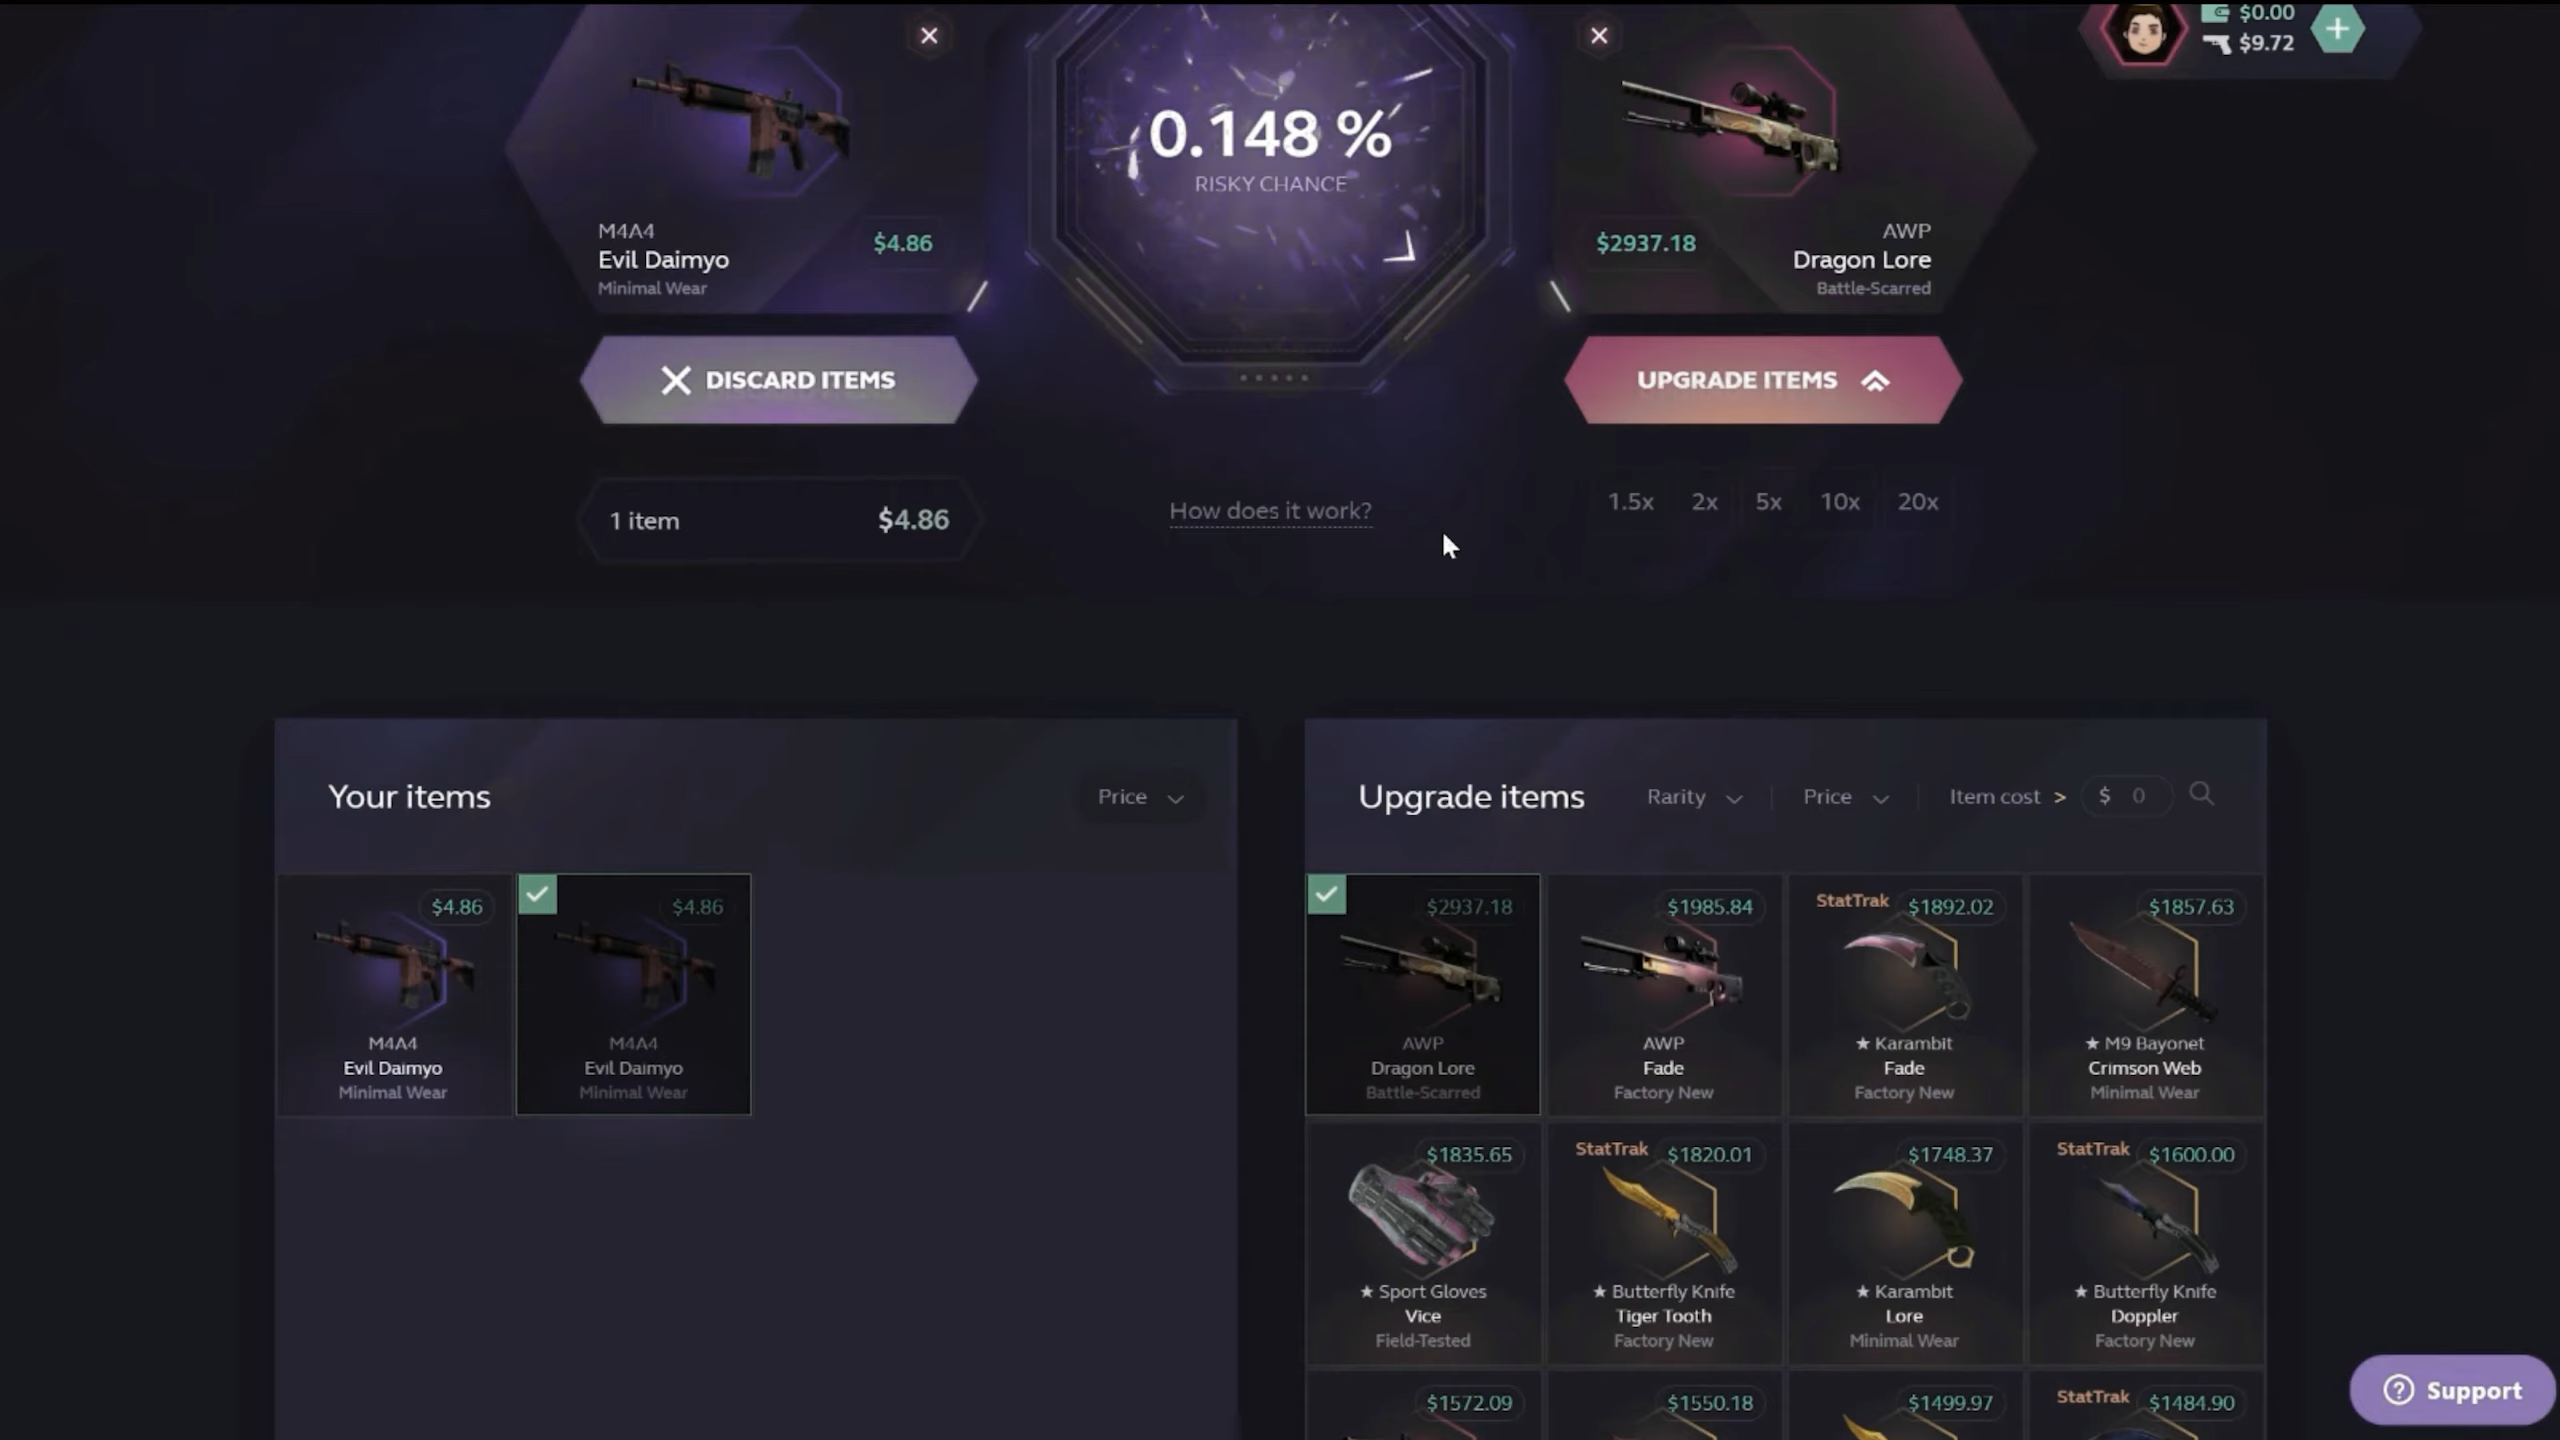 $0.00
$9.72
0.148 %
RISKY CHANCE
M4A4
Evil Daimyo
Minimal Wear
$4.86
$2937.18
AWP
Dragon Lore
Battle-Scarred
DISCARD ITEMS
UPGRADE ITEMS
1 item
$4.86
How does it work?
1.5x 2x 5x 10x 20x
Your items
Price
Upgrade items
Rarity
Price
Item cost >
$ 0
$4.86
M4A4
Evil Daimyo
Minimal Wear
$4.86
M4A4
Evil Daimyo
Minimal Wear
$2937.18
AWP
Dragon Lore
Battle-Scarred
$1985.84
AWP
Fade
Factory New
StatTrak $1892.02
★ Karambit
Fade
Factory New
$1857.63
★ M9 Bayonet
Crimson Web
Minimal Wear
$1835.65
★ Sport Gloves
Vice
Field-Tested
StatTrak $1820.01
★ Butterfly Knife
Tiger Tooth
Factory New
$1748.37
★ Karambit
Lore
Minimal Wear
StatTrak $1600.00
★ Butterfly Knife
Doppler
Factory New
$1572.09
$1550.18
$1499.97
StatTrak $1484.90
Support